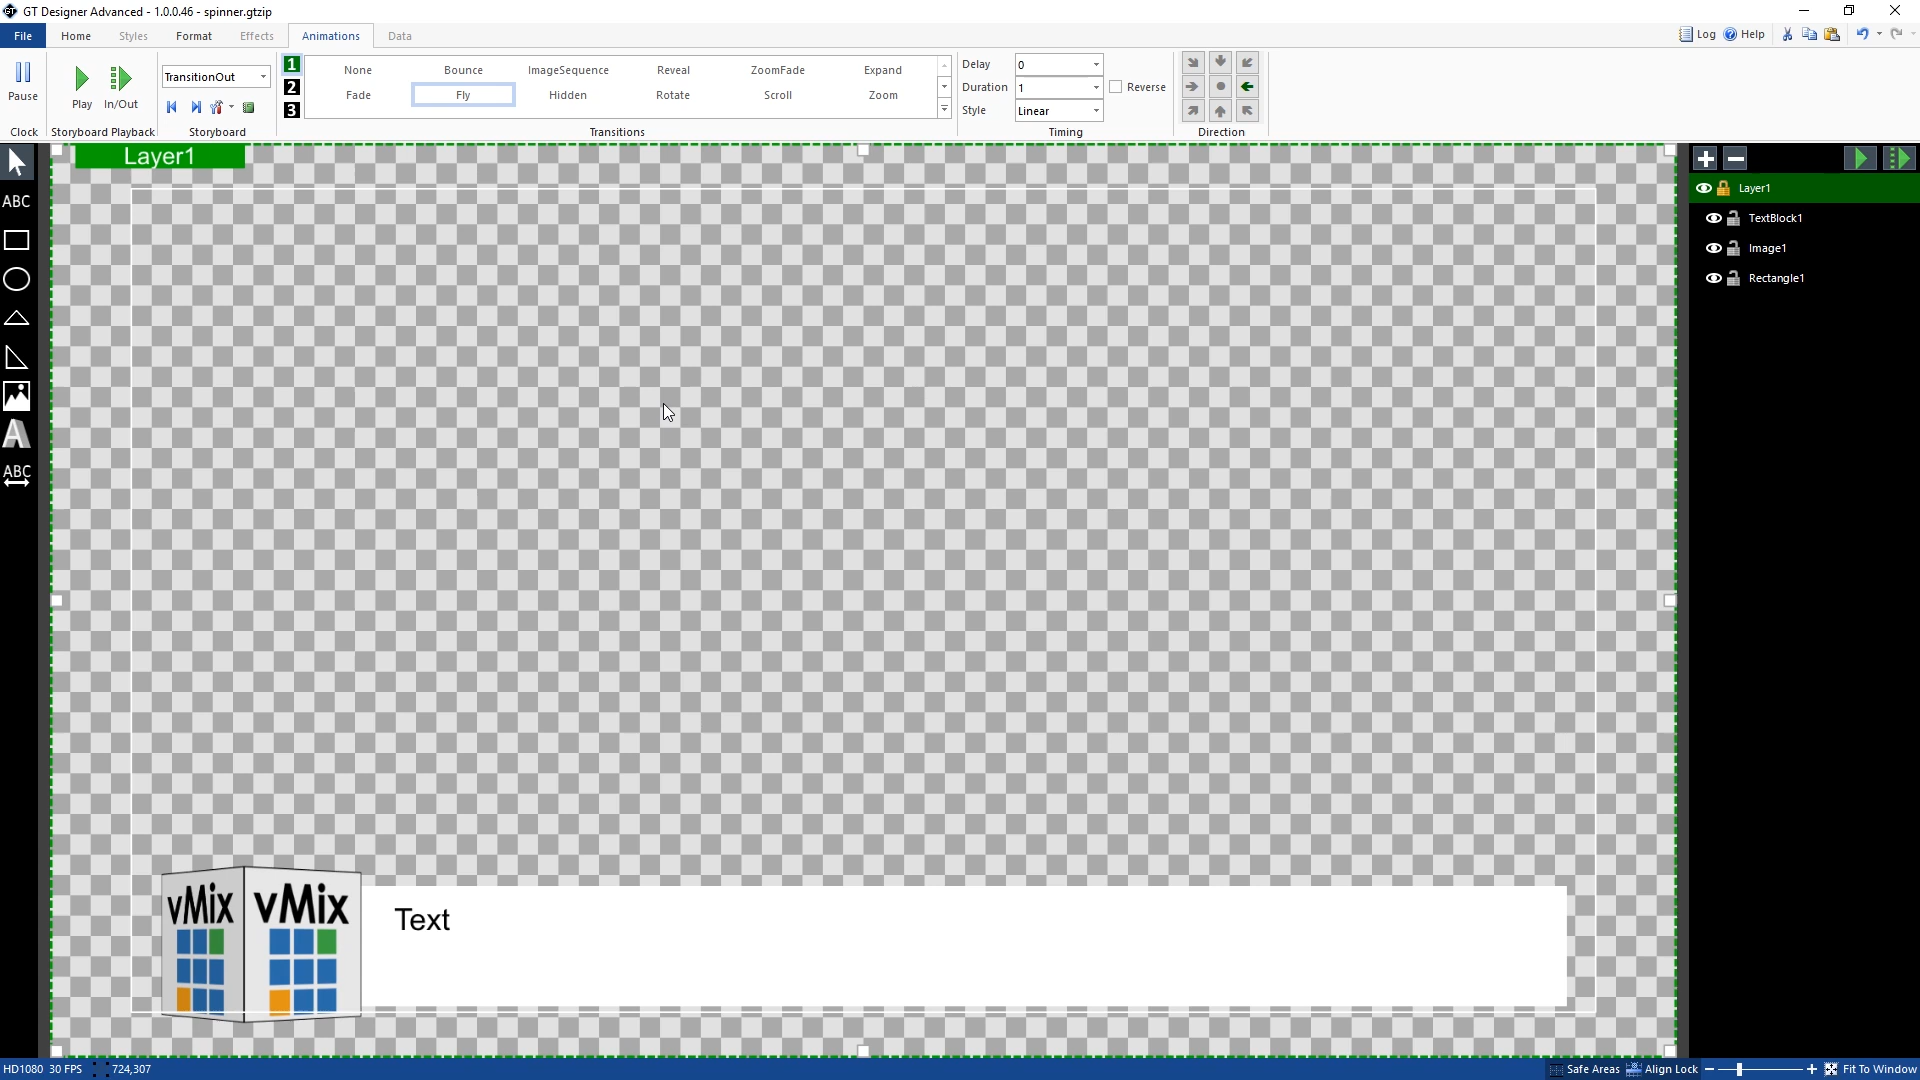 GT Designer Advanced - 1.0.0.46 - spinner.gtzip
File Home Styles Format Effects Animations Data Log Help
Pause Play In/Out TransitionOut
1 None Bounce ImageSequence Reveal ZoomFade Expand
2 Fade Fly Hidden Rotate Scroll Zoom
3
Delay 0
Duration 1 Reverse
Style Linear
Clock Storyboard Playback Storyboard Transitions Timing Direction
Layer1
ABC
A
ABC
Layer1
TextBlock1
Image1
Rectangle1
vMix vMix
Text
HD1080 30 FPS 724,307 Safe Areas Align Lock Fit To Window